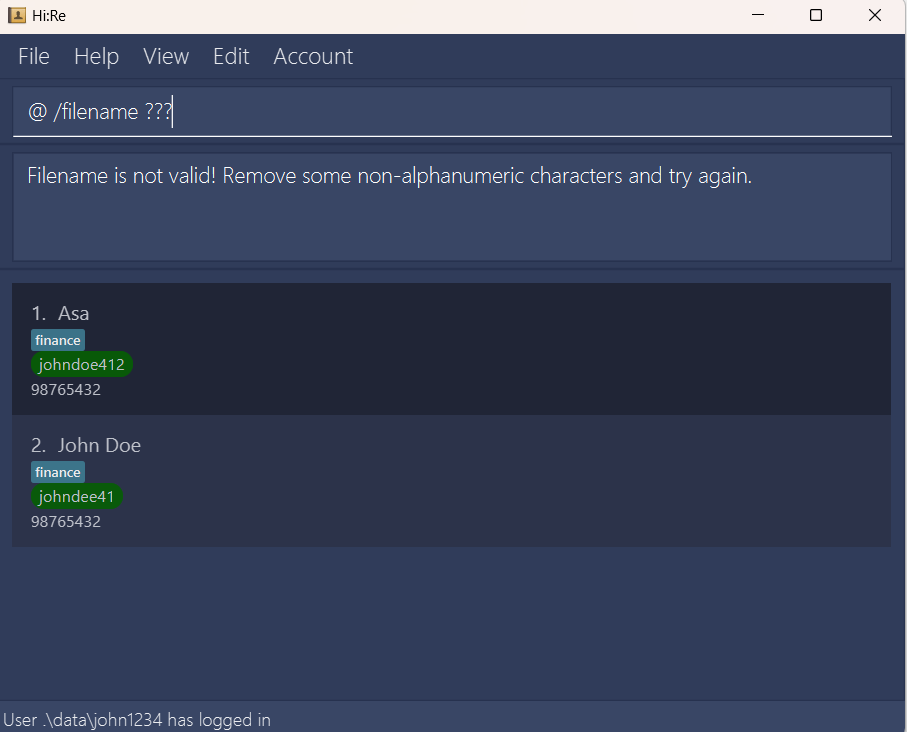 Hi:Re
File Help View Edit Account
@ /filename ???
Filename is not valid! Remove some non-alphanumeric characters and try again.
1. Asa
finance
johndoe412
98765432
2. John Doe
finance
johndee41
98765432
User .\data\john1234 has logged in